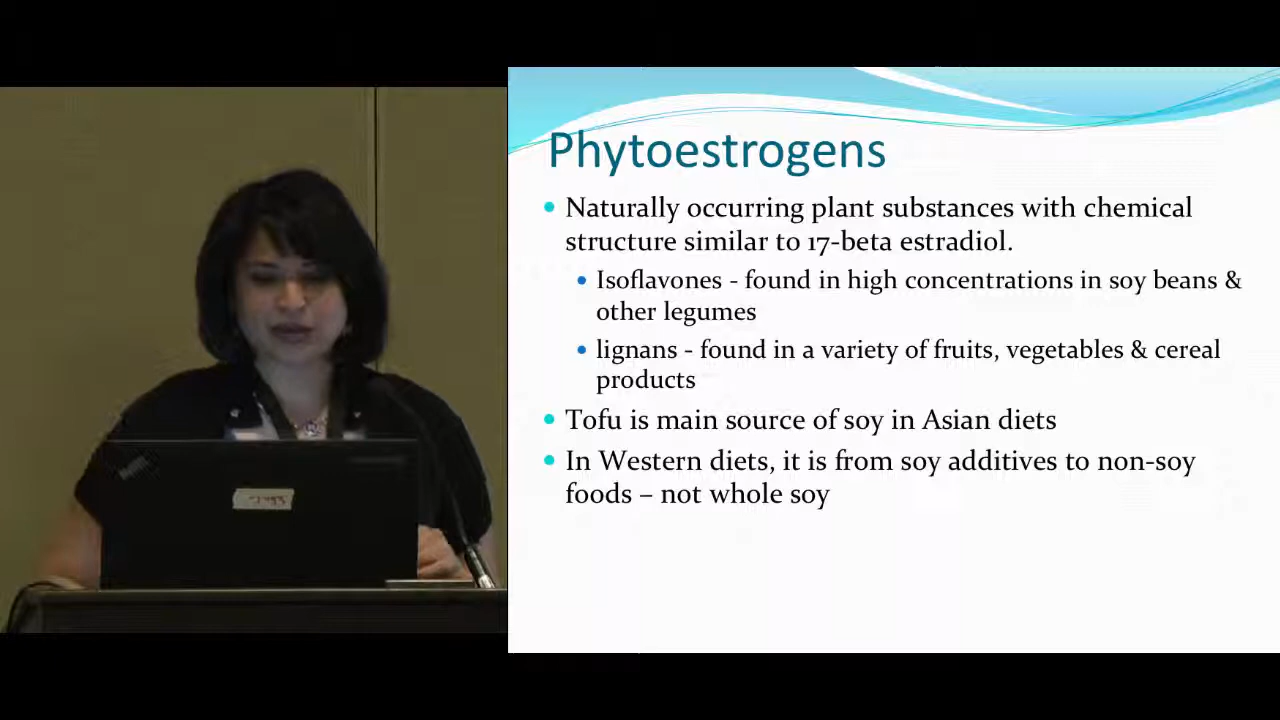 Phytoestrogens
Naturally occurring plant substances with chemical
structure similar to 17-beta estradiol.
Isoflavones - found in high concentrations in soy beans &
other legumes
lignans - found in a variety of fruits, vegetables & cereal
products
Tofu is main source of soy in Asian diets
In Western diets, it is from soy additives to non-soy
foods – not whole soy